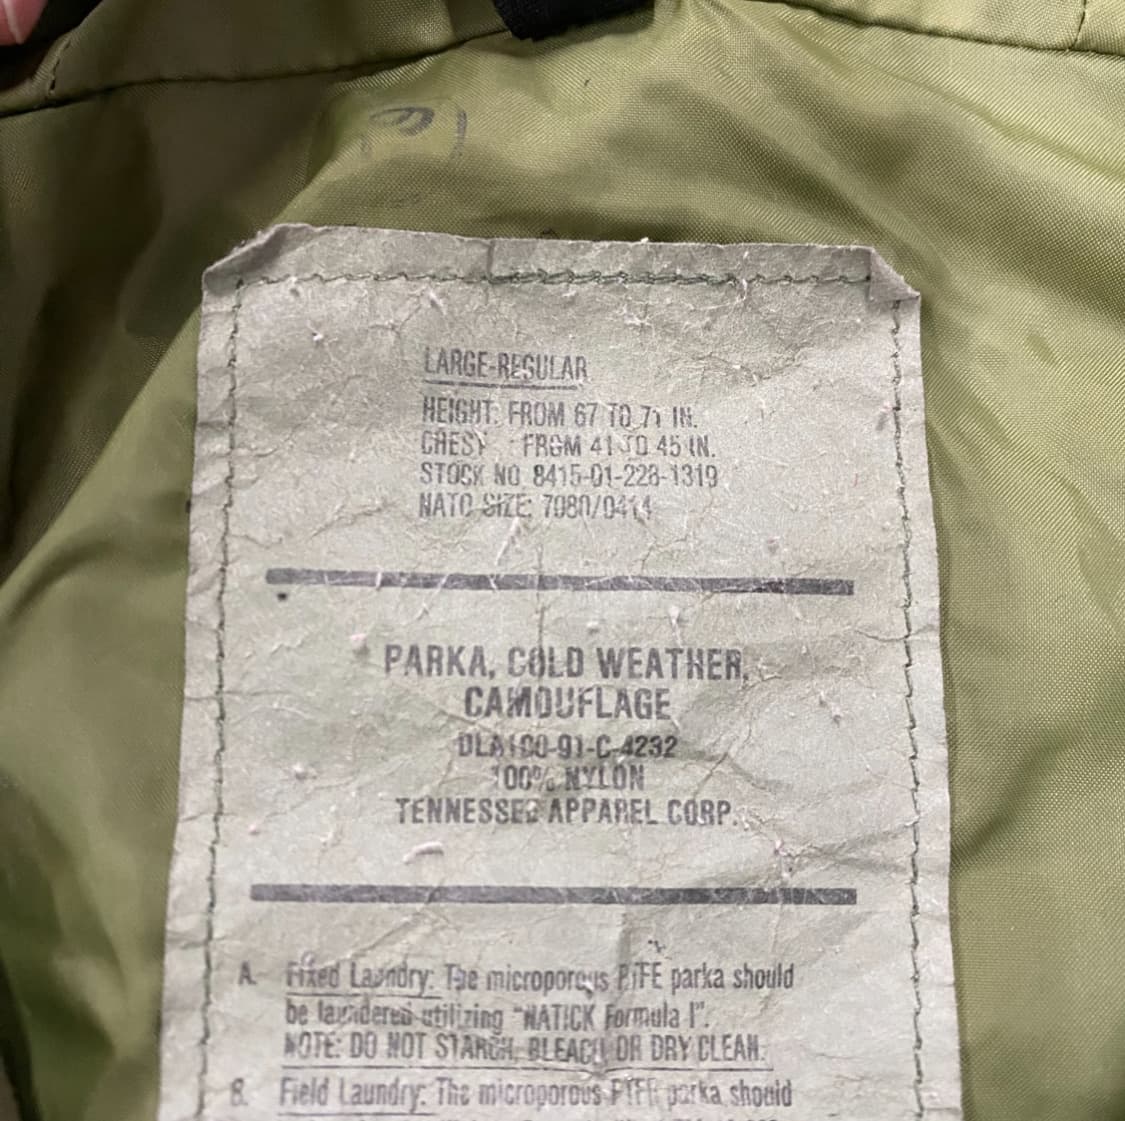 LARGE-REGULAR
HEIGHT: FROM 67 TO 71 IN.
CHEST : FROM 41 TO 45 IN.
STOCK NO 8415-01-228-1319
NATO SIZE: 7080/0414
PARKA, COLD WEATHER,
CAMOUFLAGE
DLA100-91-C-4232
100% NYLON
TENNESSEE APPAREL CORP.
A. Fixed Laundry: The microporous PTFE parka should
be laundered utilizing "NATICK Formula I".
NOTE: DO NOT STARCH, BLEACH OR DRY CLEAN.
B. Field Laundry: The microporous PTFE parka should